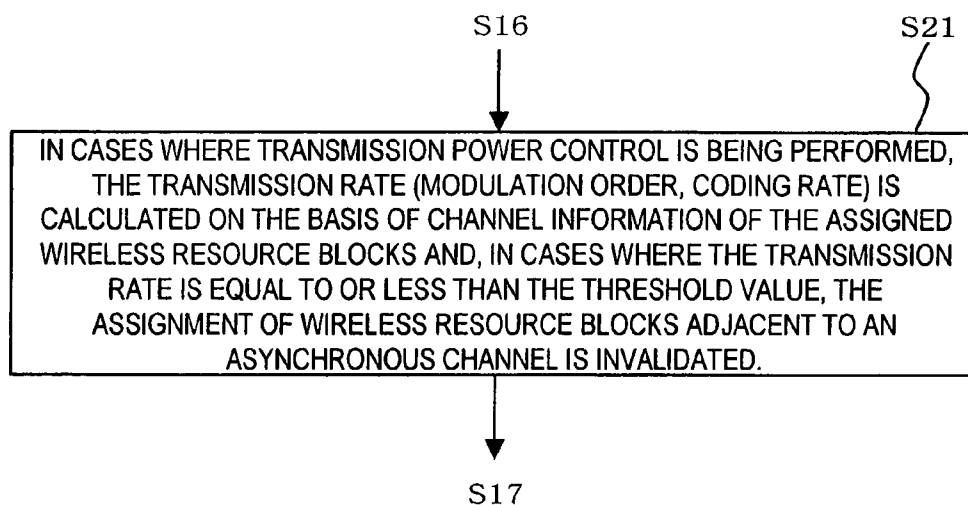 S16
S21
IN CASES WHERE TRANSMISSION POWER CONTROL IS BEING PERFORMED,
THE TRANSMISSION RATE (MODULATION ORDER, CODING RATE) IS
CALCULATED ON THE BASIS OF CHANNEL INFORMATION OF THE ASSIGNED
WIRELESS RESOURCE BLOCKS AND, IN CASES WHERE THE TRANSMISSION
RATE IS EQUAL TO OR LESS THAN THE THRESHOLD VALUE, THE
ASSIGNMENT OF WIRELESS RESOURCE BLOCKS ADJACENT TO AN
ASYNCHRONOUS CHANNEL IS INVALIDATED.
S17